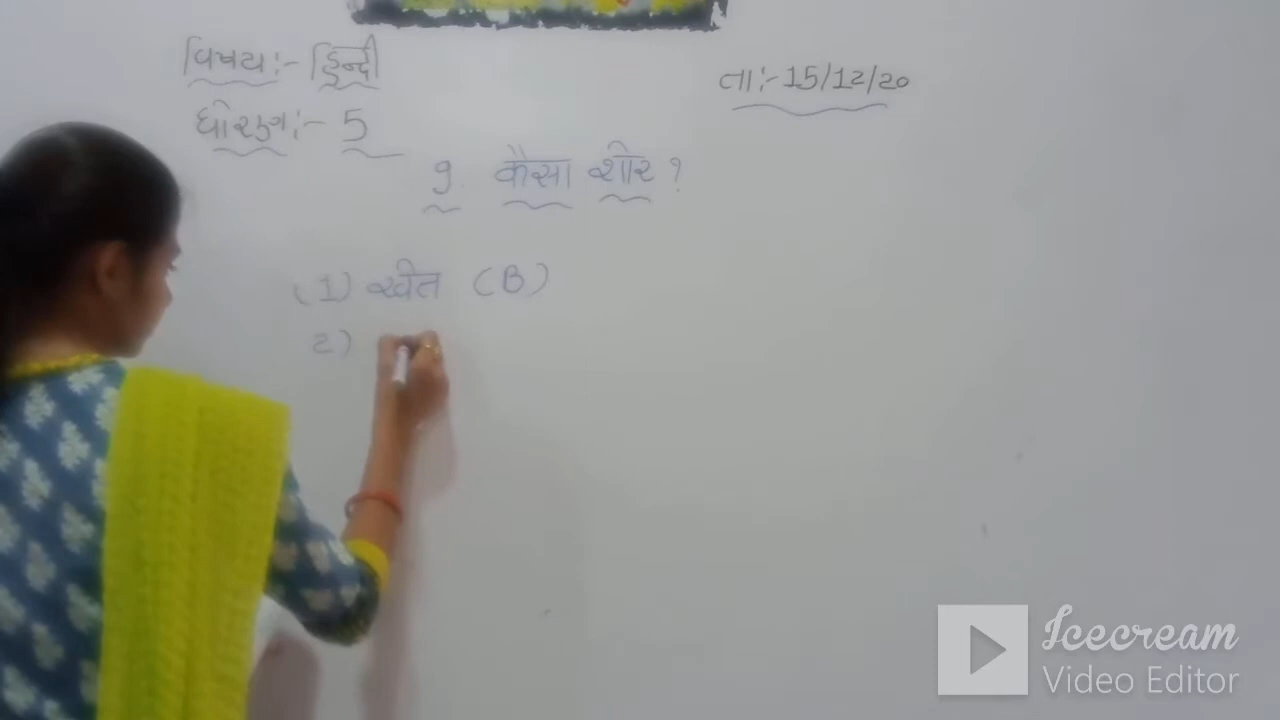 વિષય:- हिन्दी
તા:- 15/12/20
ધોરણ:- 5
9. कैसा शोर ?
(1) खेत (B)
2)
Icecream
Video Editor